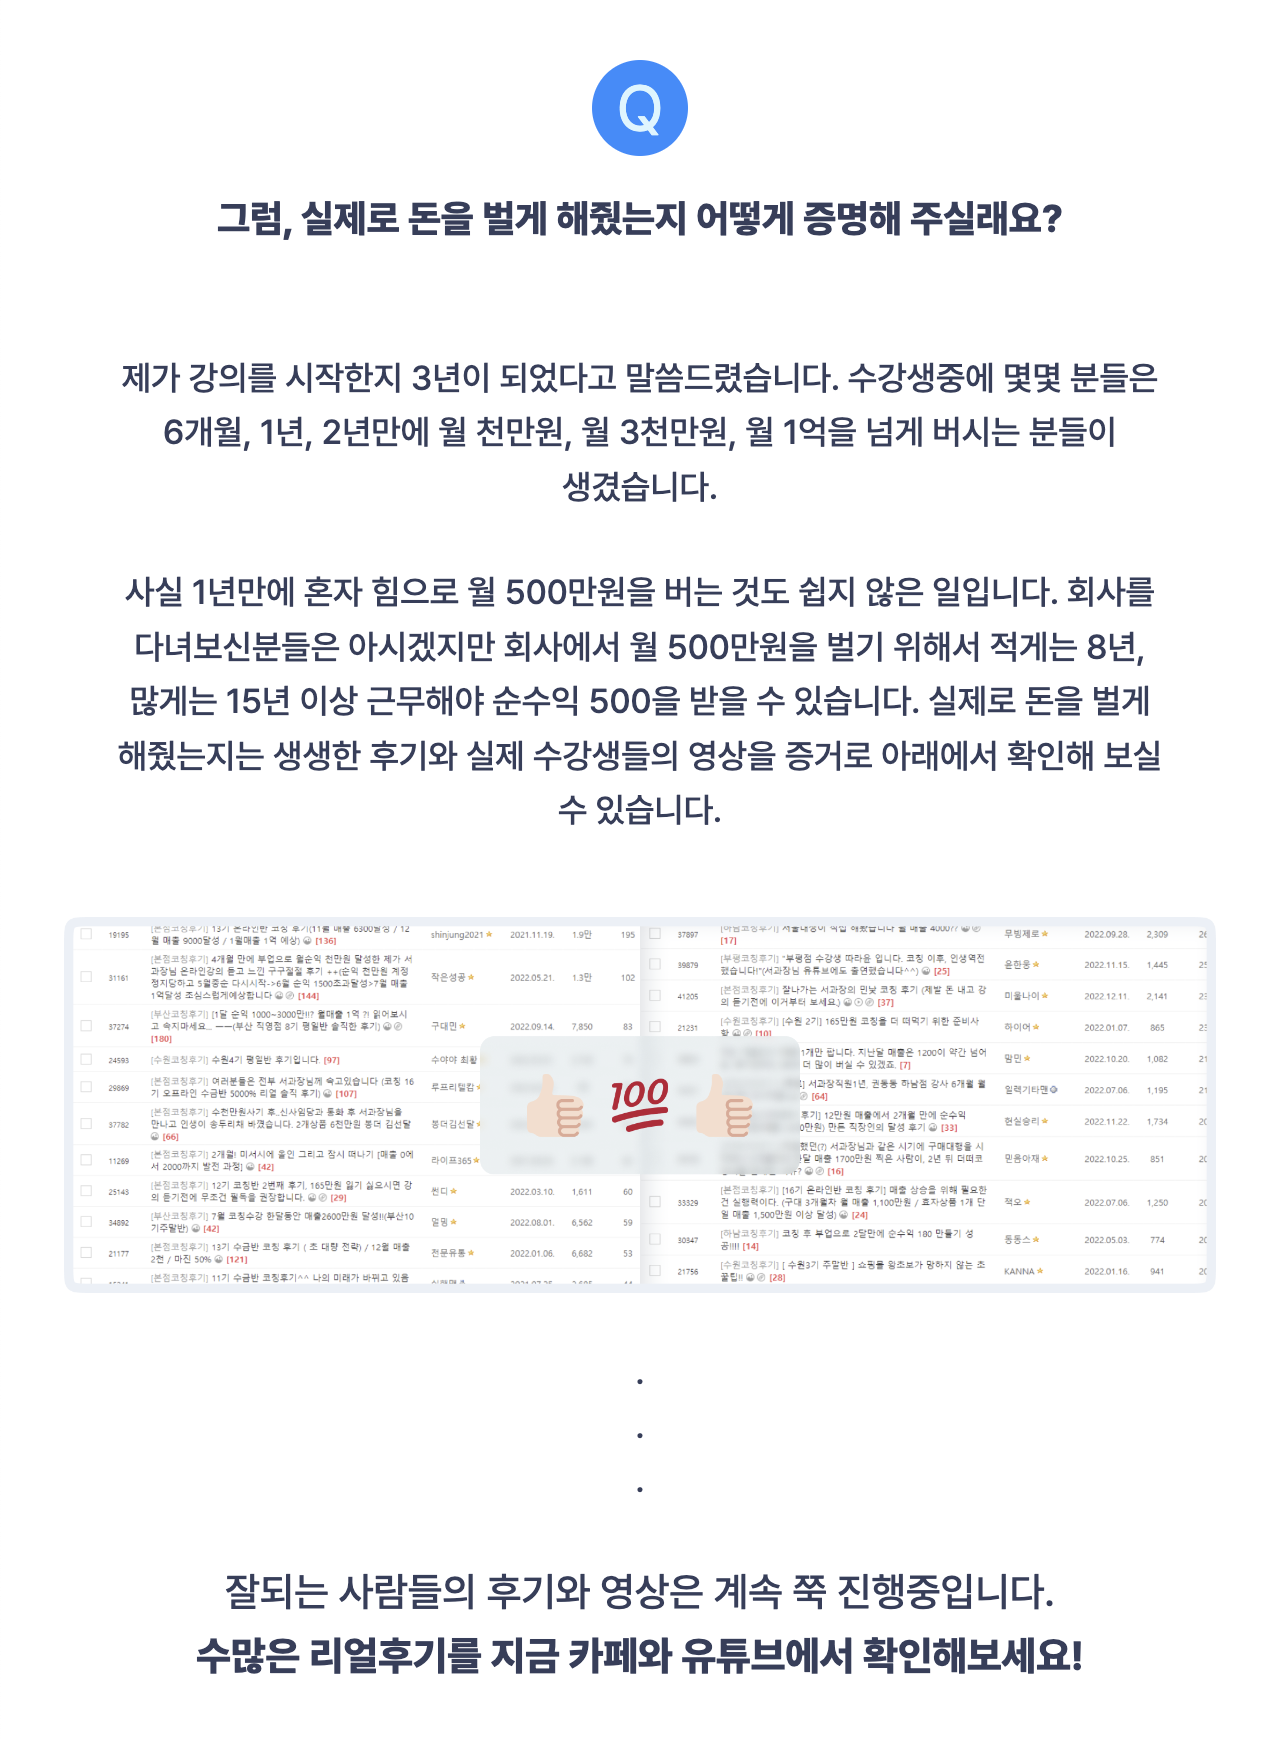 Q
그럼, 실제로 돈을 벌게 해줬는지 어떻게 증명해 주실래요?
제가 강의를 시작한지 3년이 되었다고 말씀드렸습니다. 수강생중에 몇몇 분들은
6개월, 1년, 2년만에 월 천만원, 월 3천만원, 월 1억을 넘게 버시는 분들이
생겼습니다.
사실 1년만에 혼자 힘으로 월 500만원을 버는 것도 쉽지 않은 일입니다. 회사를
다녀보신분들은 아시겠지만 회사에서 월 500만원을 벌기 위해서 적게는 8년,
많게는 15년 이상 근무해야 순수익 500을 받을 수 있습니다. 실제로 돈을 벌게
해줬는지는 생생한 후기와 실제 수강생들의 영상을 증거로 아래에서 확인해 보실
수 있습니다.
19195 [본점코칭후기] 13기 온라인반 코칭 후기(11월 매출 6300달성 / 12 shinjung2021 2021.11.19. 1.9만 195
월 매출 9000달성 / 1월매출 1억 예상) [136]
[본점코칭후기] 4개월 만에 부업으로 월순익 천만원 달성한 제가 서
31161 과장님 온라인강의 듣고 느낀 구구절절 후기 ++(순익 천만원 계정 작은성공 2022.05.21. 1.3만 102
정지당하고 5월중순 다시시작->6월 순익 1500조과달성>7월 매출
1억달성 조심스럽게예상합니다 [144]
[부산코칭후기] [1달 순익 1000~3000만!!? 월매출 1억 ?! 읽어보시
37274 고 속지마세요... ㅡㅡ(부산 직영점 8기 평일반 솔직한 후기) 구대민 2022.09.14. 7,850 83
[180]
24593 [수원코칭후기] 수원4기 평일반 후기입니다. [97] 수야야 최황
29869 [본점코칭후기] 여러분들은 전부 서과장님께 속고있습니다 (코칭 16 루프리텔캄
기 오프라인 수금반 5000% 리얼 솔직 후기) [107]
[본점코칭후기] 수천만원사기 후_신사임당과 통화 후 서과장님을
37782 만나고 인생이 송두리채 바꼈습니다. 2개상품 6천만원 봉더 김선달 봉더김선달
[66]
11269 [본점코칭후기] 2개월! 미서시에 올인 그리고 잠시 떠나기 [매출 0에 라이프365
서 2000까지 발전 과정] [42]
25143 [본점코칭후기] 12기 코칭반 2번째 후기, 165만원 잃기 싫으시면 강 썬디 2022.03.10. 1,611 60
의 듣기전에 무조건 필독을 권장합니다. [29]
34892 [부산코칭후기] 7월 코칭수강 한달동안 매출2600만원 달성!!(부산10 멀밍 2022.08.01. 6,562 59
기주말반) [42]
21177 [본점코칭후기] 13기 수금반 코칭 후기 ( 조 대량 전략) / 12월 매출 전문유통 2022.01.06. 6,682 53
2천 / 마진 50% [121]
[본점코칭후기] 11기 수금반 코칭후기^^ 나의 미래가 바뀌고 있음
37897 [하남코칭후기] 서울대생이 직접 해봤습니다 월 매출 4000?? 무빙제로 2022.09.28. 2,309
[17]
39879 [부평코칭후기] "부평점 수강생 따라윤 입니다. 코칭 이후, 인생역전 윤한웅 2022.11.15. 1,445
했습니다!"(서과장님 유튜브에도 출연했습니다^^) [25]
41205 [본점코칭후기] 잘나가는 서과장의 민낯 코칭 후기 (제발 돈 내고 강 미울나이 2022.12.11. 2,141
의 듣기전에 이거부터 보세요.) [37]
21231 [수원코칭후기] [수원 2기] 165만원 코칭을 더 떠먹기 위한 준비사 하이어 2022.01.07. 865
항 [10]
1개만 팝니다. 지난달 매출은 1200이 약간 넘어 말민 2022.10.20. 1,082
더 많이 버실 수 있겠죠. [7]
서과장직원1년, 권동동 하남점 강사 6개월 월 일렉기타맨 2022.07.06. 1,195
[64]
후기] 12만원 매출에서 2개월 만에 순수익 현실승리 2022.11.22. 1,734
0만원) 만든 직장인의 달성 후기 [33]
했던(?) 서과장님과 같은 시기에 구매대행을 시
달 매출 1700만원 찍은 사람이, 2년 뒤 더떠코 믿음아재 2022.10.25. 851
? [16]
[본점코칭후기] [16기 온라인반 코칭 후기] 매출 상승을 위해 필요한
33329 건 실행력이다. (구대 3개월차 월 매출 1,100만원 / 효자상품 1개 단 적오 2022.07.06. 1,250
일 매출 1,500만원 이상 달성) [24]
30347 [하남코칭후기] 코칭 후 부업으로 2달만에 순수익 180 만들기 성 동동스 2022.05.03. 774
공!!!! [14]
21756 [수원코칭후기] [ 수원3기 주말반 ] 쇼핑몰 왕초보가 망하지 않는 조 KANNA 2022.01.16. 941
꿀팁!! [28]
100
잘되는 사람들의 후기와 영상은 계속 쭉 진행중입니다.
수많은 리얼후기를 지금 카페와 유튜브에서 확인해보세요!